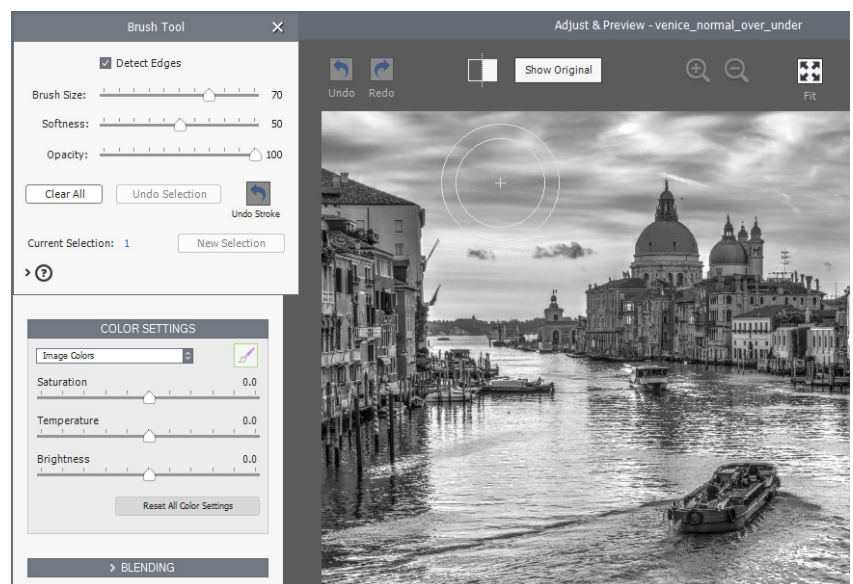 Brush Tool
Adjust & Preview - venice_normal_over_under
Detect Edges
Brush Size: 70
Softness: 50
Opacity: 100
Clear All
Undo Selection
Undo Stroke
Current Selection: 1
New Selection
Undo
Redo
Show Original
Fit
COLOR SETTINGS
Image Colors
Saturation 0.0
Temperature 0.0
Brightness 0.0
Reset All Color Settings
> BLENDING